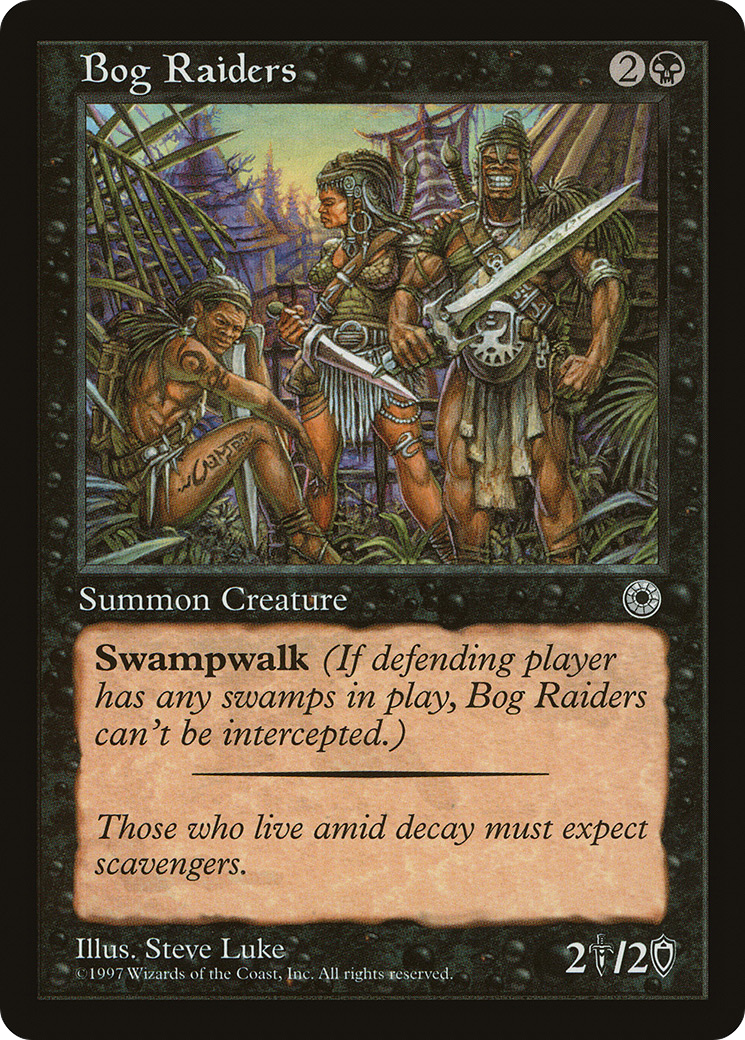 Bog Raiders 2
Summon Creature
Swampwalk (If defending player
has any swamps in play, Bog Raiders
can't be intercepted.)
Those who live amid decay must expect
scavengers.
Illus. Steve Luke
©1997 Wizards of the Coast, Inc. All rights reserved.
2/2